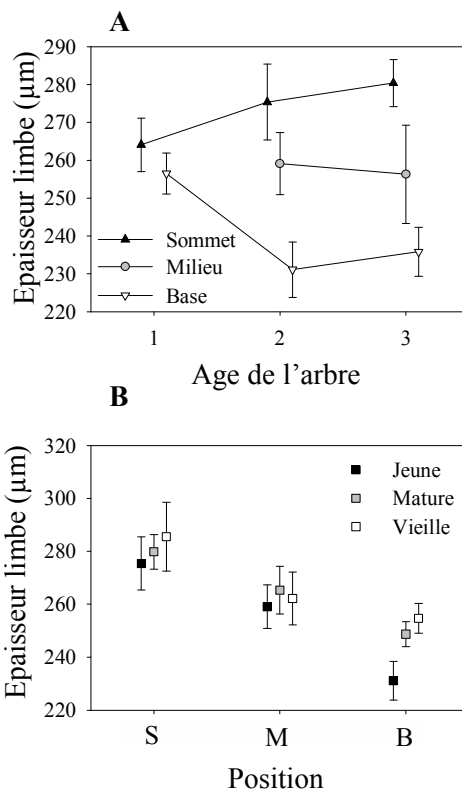 A
290
280
270
260
250
240
230
220
Epaisseur limbe (μm)
Sommet
Milieu
Base
1 2 3
Age de l’arbre
B
320
300
280
260
240
220
Epaisseur limbe (μm)
Jeune
Mature
Vieille
S M B
Position